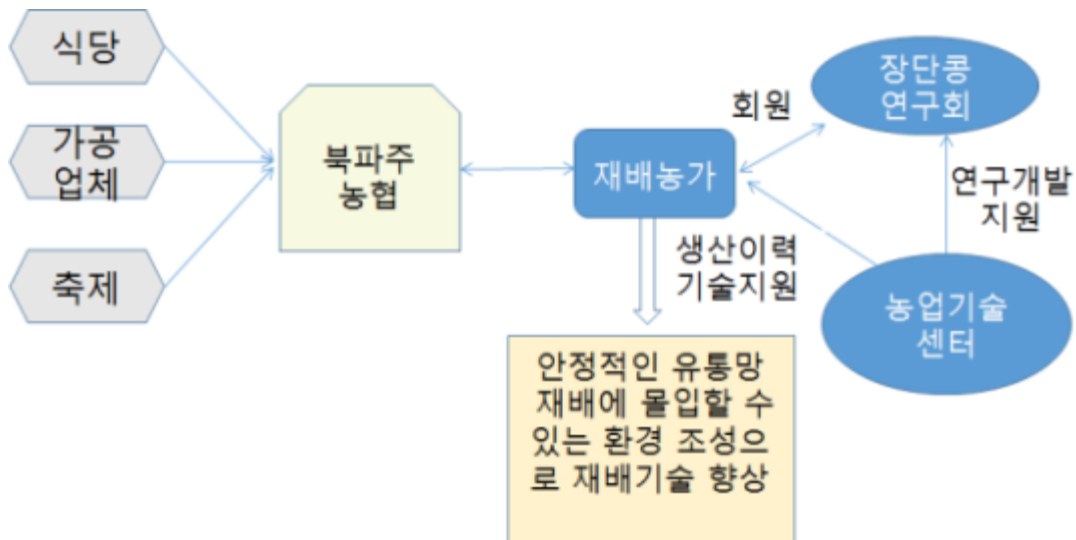 식당
가공
업체
축제
북파주
농협
재배농가
회원
장단콩
연구회
연구개발
지원
생산이력
기술지원
농업기술
센터
안정적인 유통망
재배에 몰입할 수
있는 환경 조성으
로 재배기술 향상